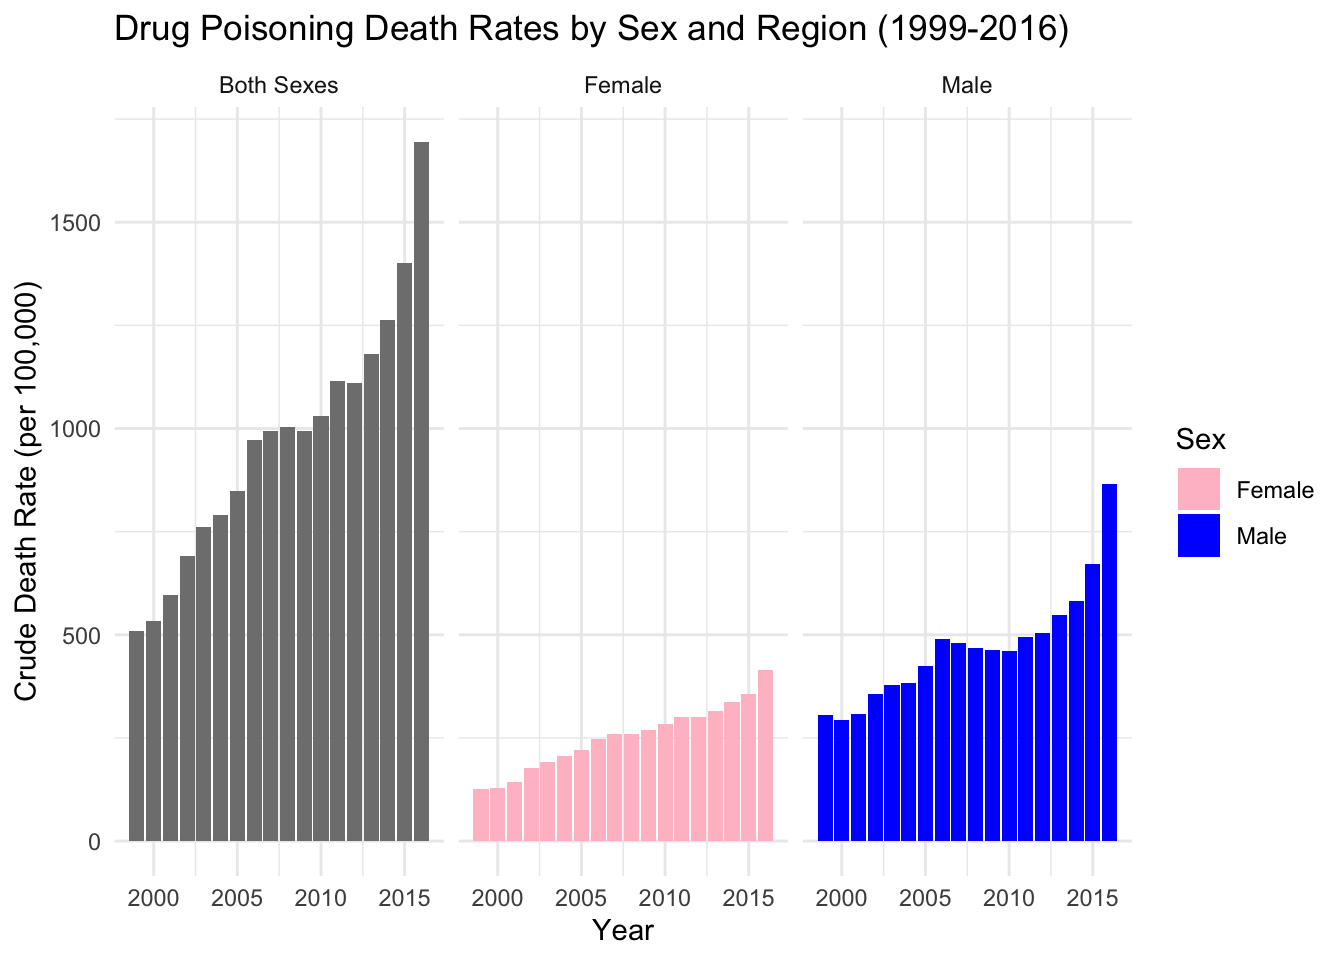 Drug Poisoning Death Rates by Sex and Region (1999-2016)
Both Sexes
Female
Male
Crude Death Rate (per 100,000)
1500
1000
500
0
2000 2005 2010 2015
2000 2005 2010 2015
2000 2005 2010 2015
Year
Sex
Female
Male